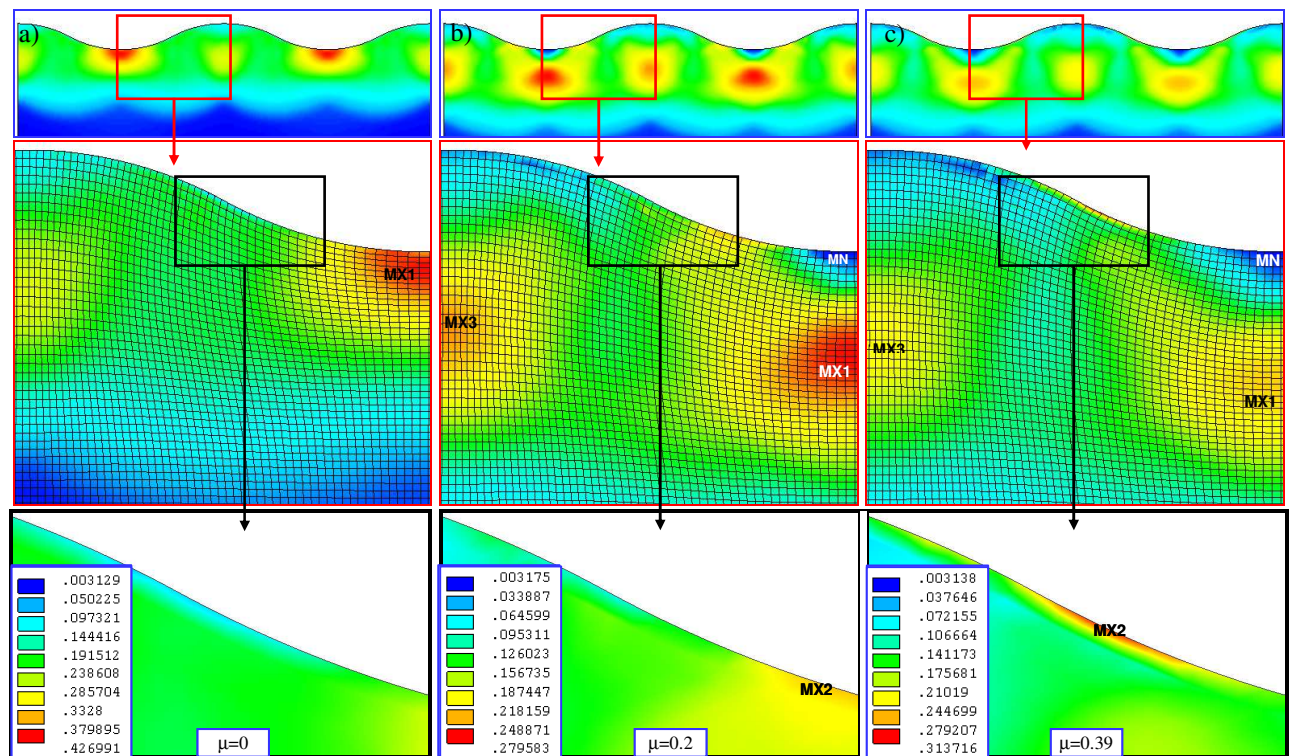 a)
b)
c)
MX1
MX3
MN
MX1
MX3
MN
MX1
.003129
.050225
.097321
.144416
.191512
.238608
.285704
.3328
.379895
.426991
μ=0
.003175
.033887
.064599
.095311
.126023
.156735
.187447
.218159
.248871
.279583
MX2
μ=0.2
.003138
.037646
.072155
.106664
.141173
.175681
.21019
.244699
.279207
.313716
MX2
μ=0.39